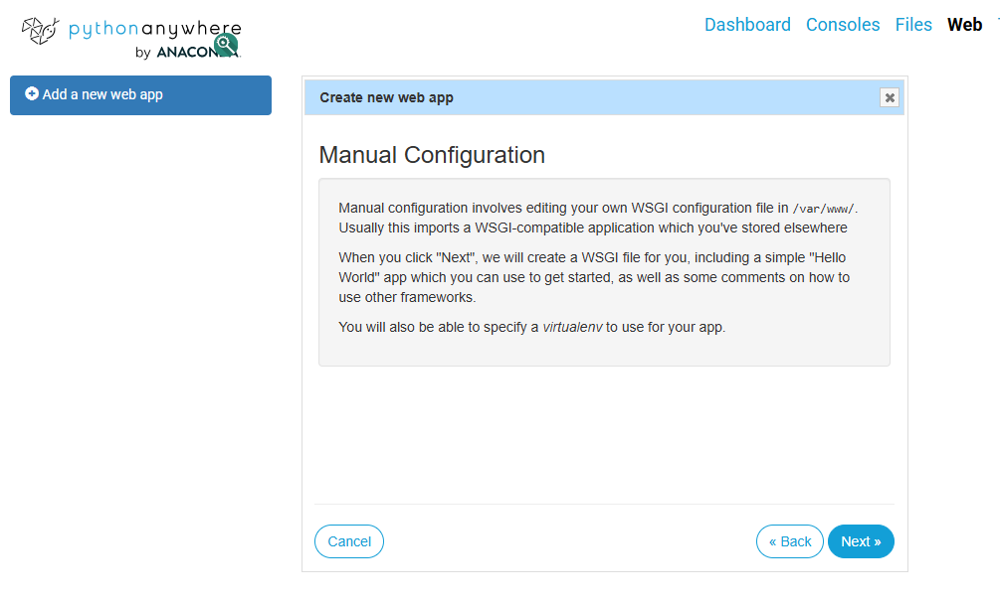 pythonanywhere
by ANACON
Dashboard Consoles Files Web
Add a new web app
Create new web app
Manual Configuration
Manual configuration involves editing your own WSGI configuration file in /var/www/.
Usually this imports a WSGI-compatible application which you've stored elsewhere
When you click "Next", we will create a WSGI file for you, including a simple "Hello
World" app which you can use to get started, as well as some comments on how to
use other frameworks.
You will also be able to specify a virtualenv to use for your app.
Cancel
« Back
Next »